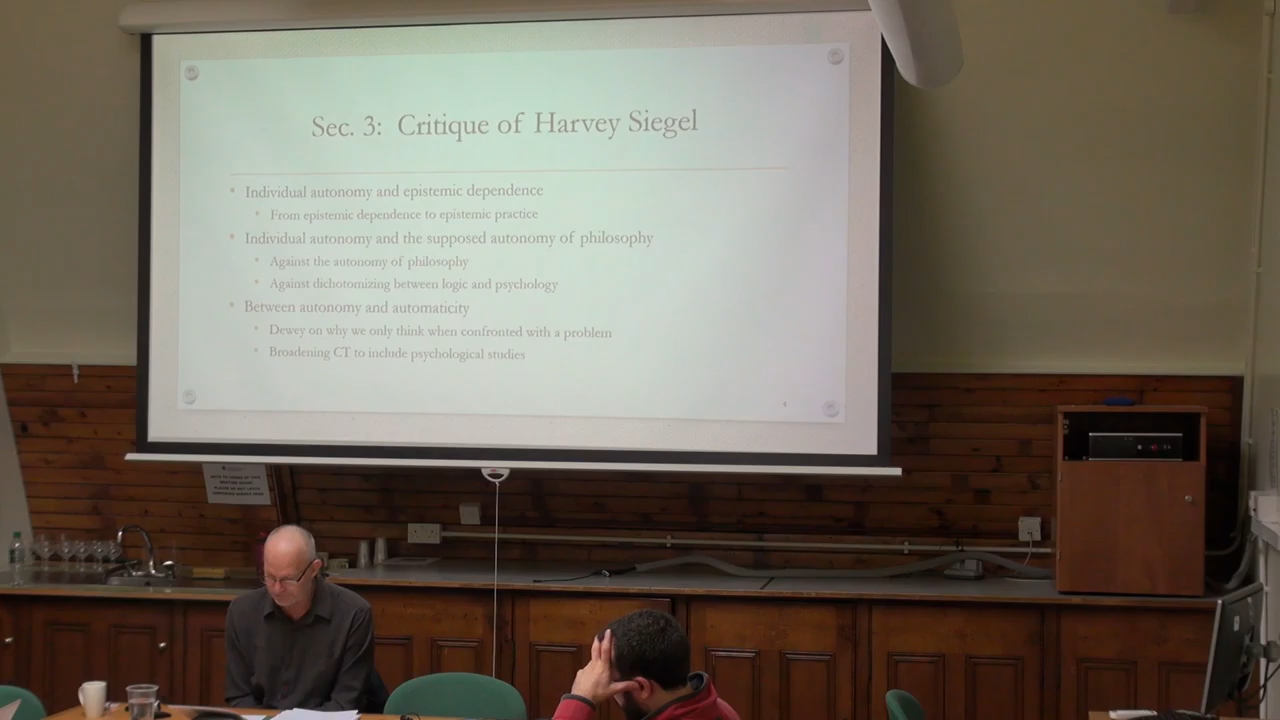 Sec. 3: Critique of Harvey Siegel
• Individual autonomy and epistemic dependence
• From epistemic dependence to epistemic practice
• Individual autonomy and the supposed autonomy of philosophy
• Against the autonomy of philosophy
• Against dichotomizing between logic and psychology
• Between autonomy and automaticity
• Dewey on why we only think when confronted with a problem
• Broadening CT to include psychological studies
4